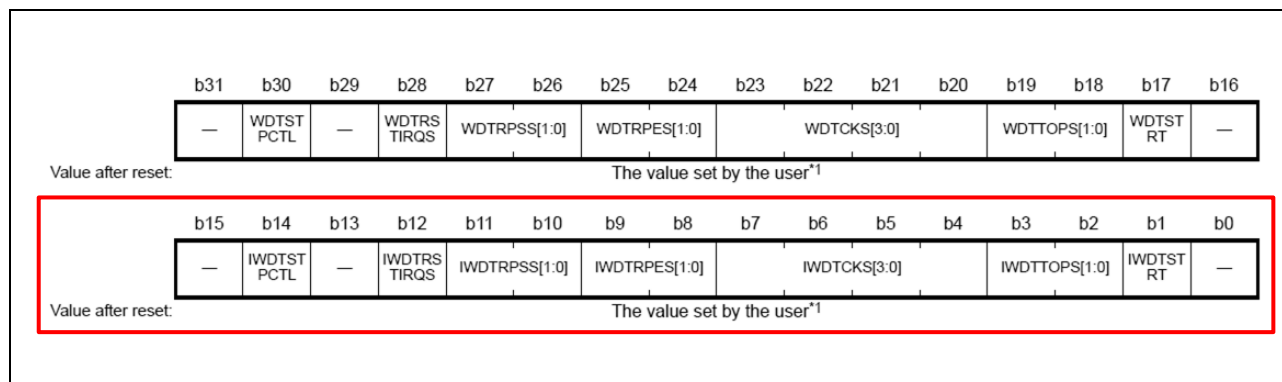 b31 b30 b29 b28 b27 b26 b25 b24 b23 b22 b21 b20 b19 b18 b17 b16
— WDTST PCTL — WDTRS TIRQS WDTRPSS[1:0] WDTRPES[1:0] WDTCKS[3:0] WDTTOPS[1:0] WDTST RT —
Value after reset: The value set by the user*1
b15 b14 b13 b12 b11 b10 b9 b8 b7 b6 b5 b4 b3 b2 b1 b0
— IWDTST PCTL — IWDTRS TIRQS IWDTRPSS[1:0] IWDTRPES[1:0] IWDTCKS[3:0] IWDTTOPS[1:0] IWDTST RT —
Value after reset: The value set by the user*1